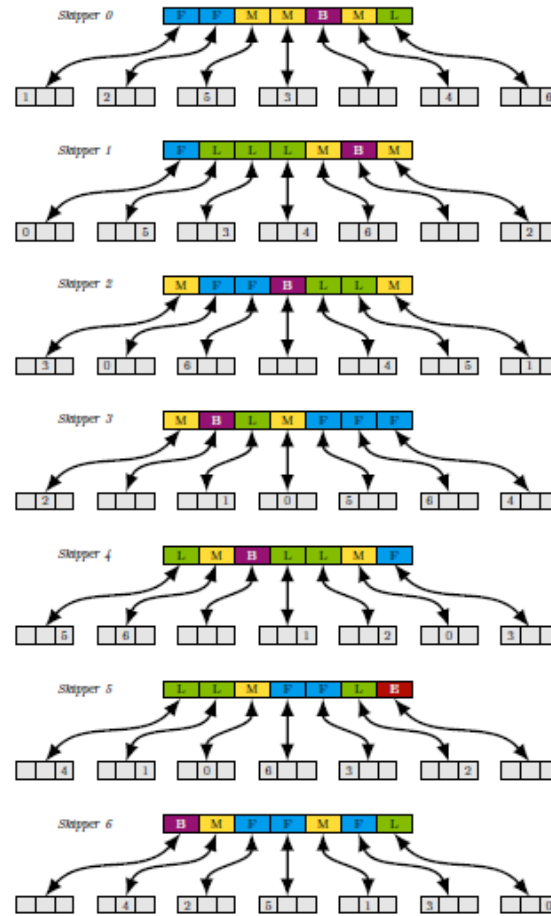 Skipper 0 F F M M B M L
1 2 5 3 4 6
Skipper 1 F L L L M B M
0 5 3 4 6 2
Skipper 2 M F F B L L M
3 0 6 4 5 1
Skipper 3 M B L M F F F
2 1 0 5 6 4
Skipper 4 L M B L L M F
5 6 1 2 0 3
Skipper 5 L L M F F L E
4 1 0 6 3 2
Skipper 6 B M F F M F L
4 2 5 1 3 0